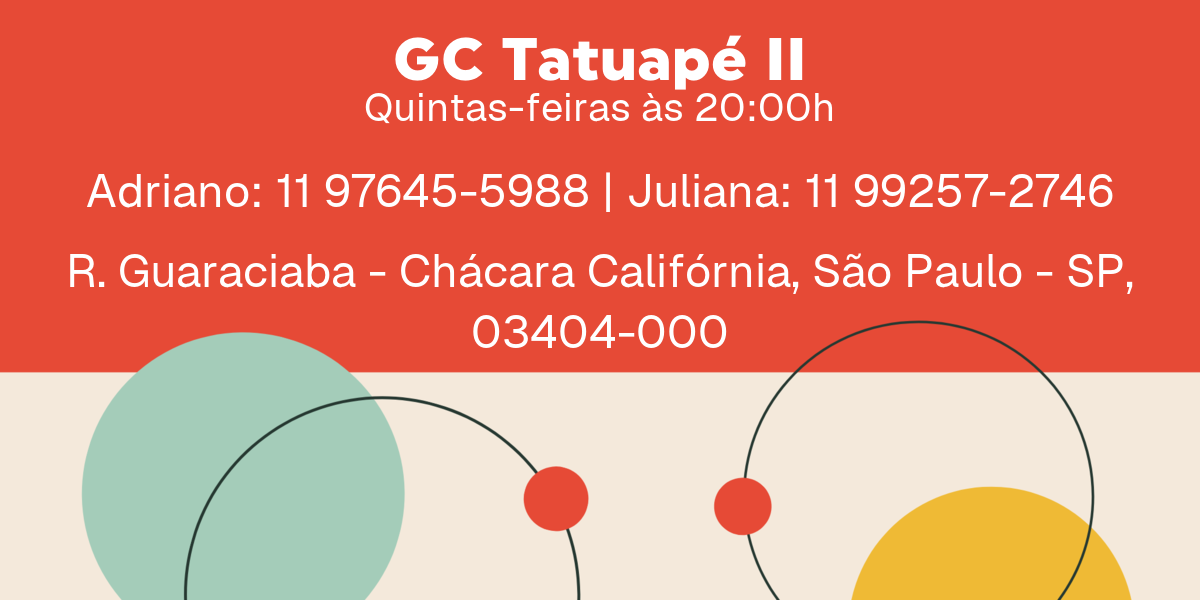 GC Tatuapé II
Quintas-feiras às 20:00h
Adriano: 11 97645-5988 | Juliana: 11 99257-2746
R. Guaraciaba - Chácara Califórnia, São Paulo - SP,
03404-000